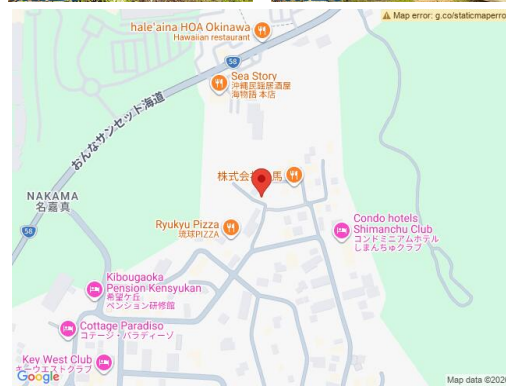 Map error: g.co/staticmaperro
hale'aina HOA Okinawa
Hawaiian restaurant
58
Sea Story
沖縄民謡居酒屋
海物語 本店
おんなサンセット海道
株式会社
馬
NAKAMA
名嘉真
58
Ryukyu Pizza
琉球PIZZA
Condo hotels
Shimanchu Club
コンドミニアムホテル
しまんちゅクラブ
Kibougaoka
Pension Kensyukan
希望ケ丘
ペンション研修館
Cottage Paradiso
コテージ・パラディーゾ
Key West Club
キーウエストクラブ
Google
Map data ©2026